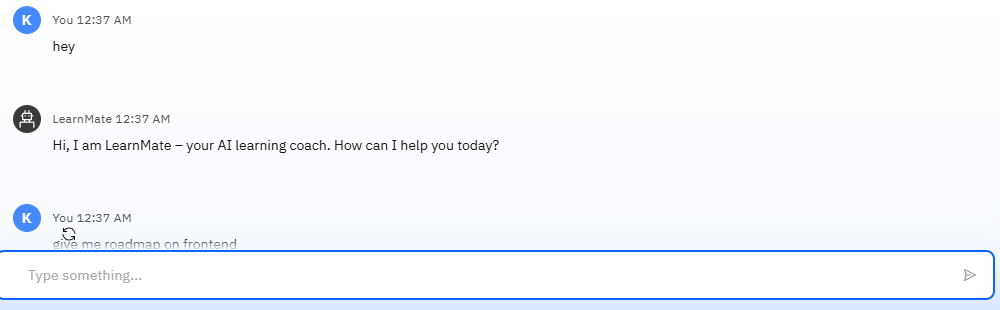 K You 12:37 AM
hey
LearnMate 12:37 AM
Hi, I am LearnMate – your AI learning coach. How can I help you today?
K You 12:37 AM
give me roadmap on frontend
Type something...